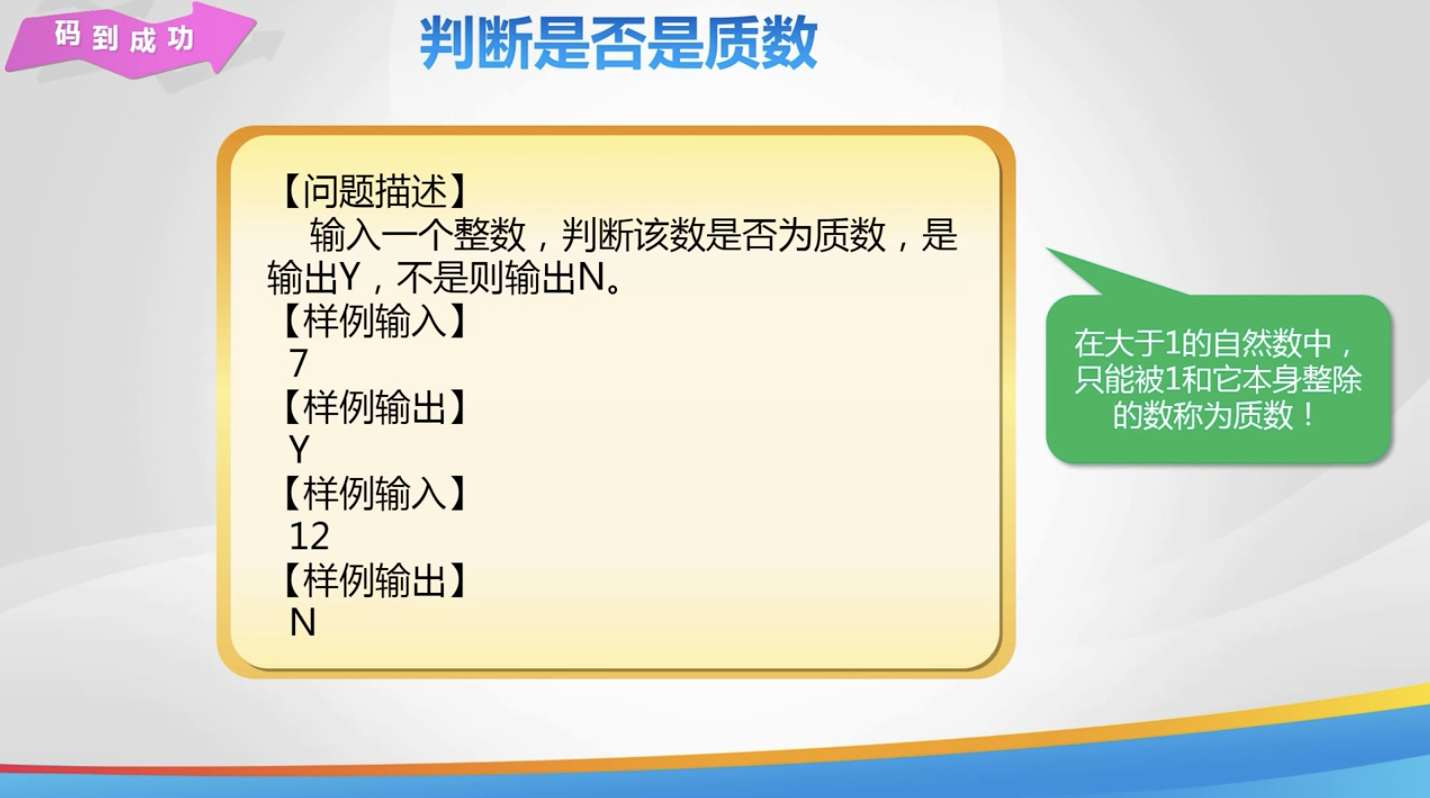 码到成功
判断是否是质数
【问题描述】
输入一个整数，判断该数是否为质数，是
输出Y，不是则输出N。
【样例输入】
7
【样例输出】
Y
【样例输入】
12
【样例输出】
N
在大于1的自然数中，
只能被1和它本身整除
的数称为质数！